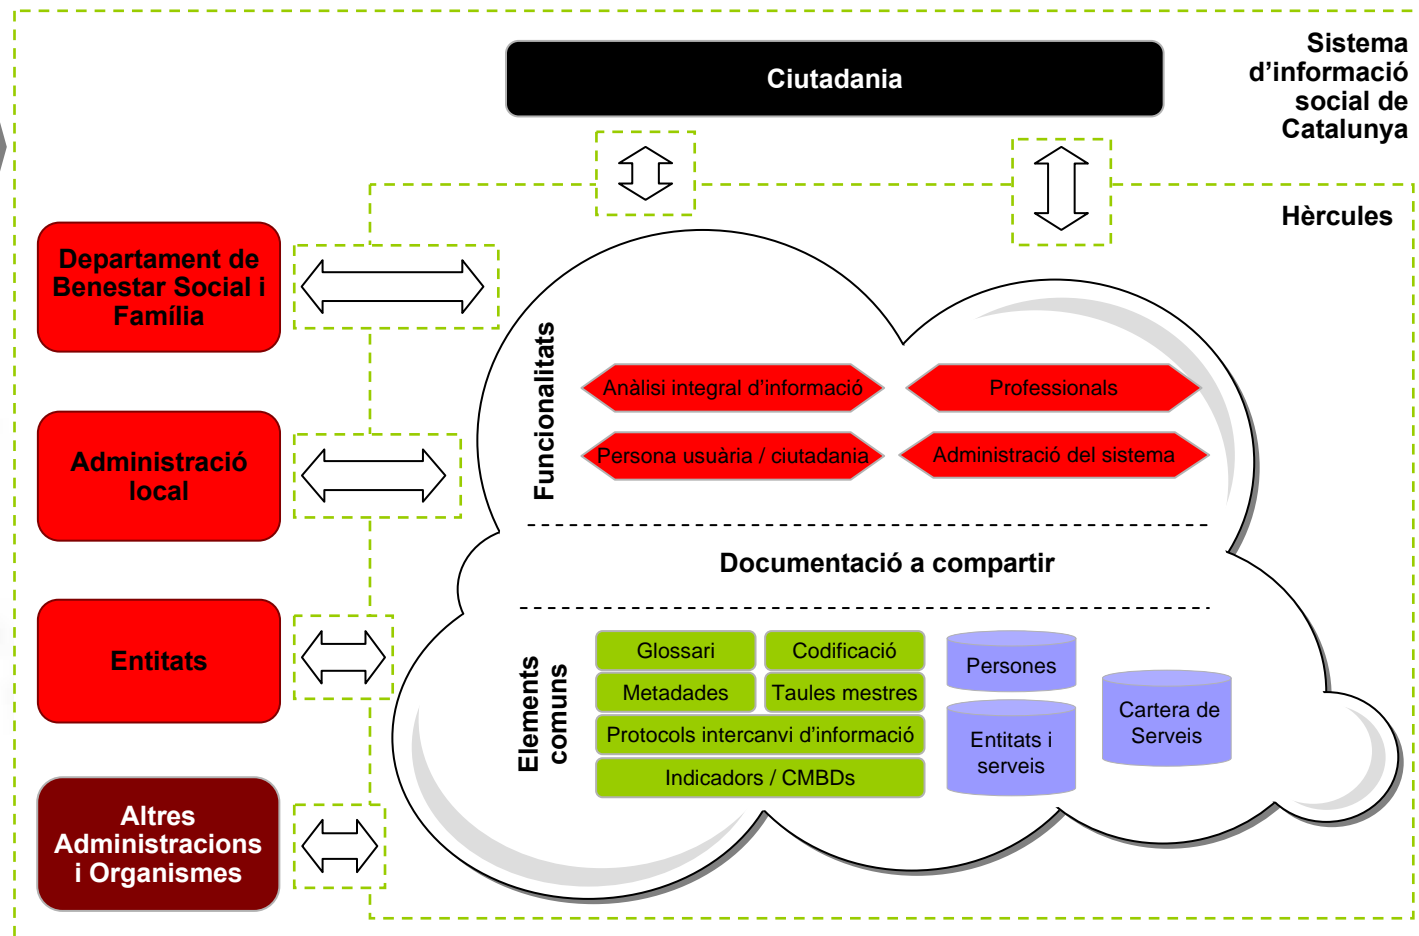 Ciutadania
Sistema
d’informació
social de
Catalunya
Hèrcules
Departament de
Benestar Social i
Família
Administració
local
Entitats
Altres
Administracions
i Organismes
Funcionalitats
Anàlisi integral d’informació
Professionals
Persona usuària / ciutadania
Administració del sistema
Documentació a compartir
Elements
comuns
Glossari
Codificació
Metadades
Taules mestres
Protocols intercanvi d’informació
Indicadors / CMBDs
Persones
Entitats i
serveis
Cartera de
Serveis